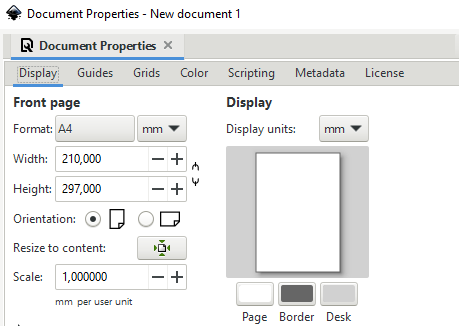 Document Properties - New document 1
Document Properties
Display Guides Grids Color Scripting Metadata License
Front page
Format: A4 mm
Width: 210,000
Height: 297,000
Orientation:
Resize to content:
Scale: 1,000000
mm per user unit
Display
Display units: mm
Page Border Desk